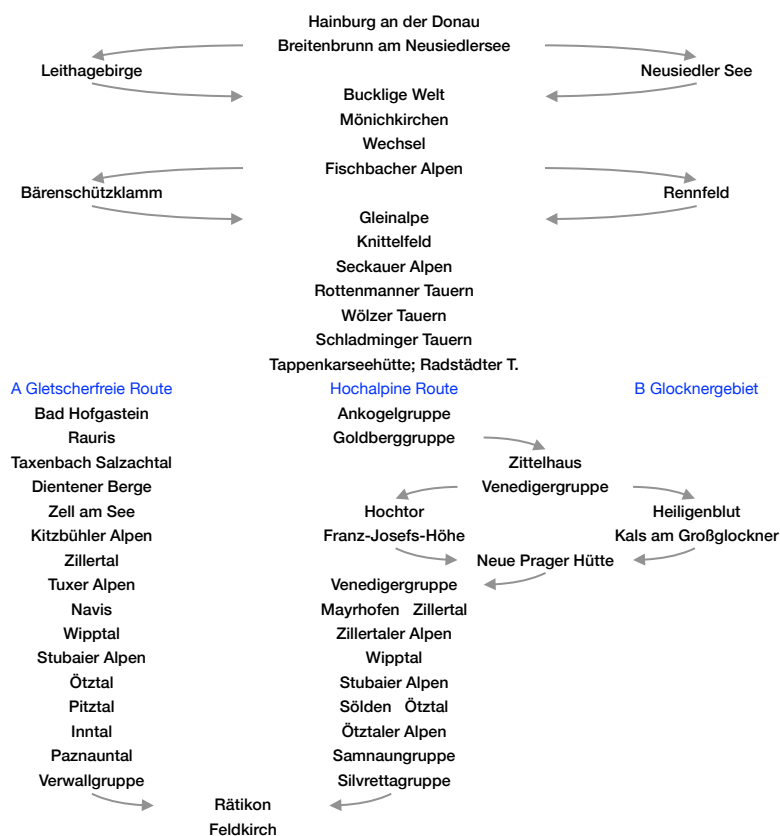 Hainburg an der Donau
Breitenbrunn am Neusiedlersee
Leithagebirge Neusiedler See
Bucklige Welt
Mönichkirchen
Wechsel
Fischbacher Alpen
Bärenschützklamm Rennfeld
Gleinalpe
Knittelfeld
Seckauer Alpen
Rottenmanner Tauern
Wölzer Tauern
Schladminger Tauern
Tappenkarseehütte; Radstädter T.
A Gletscherfreie Route Hochalpine Route B Glocknergebiet
Bad Hofgastein Ankogelgruppe
Rauris Goldberggruppe
Taxenbach Salzachtal Zittelhaus
Dientener Berge Venedigergruppe
Zell am See Hochtor Heiligenblut
Kitzbühler Alpen Franz-Josefs-Höhe Kals am Großglockner
Zillertal Neue Prager Hütte
Tuxer Alpen Venedigergruppe
Navis Mayrhofen Zillertal
Wipptal Zillertaler Alpen
Stubaier Alpen Wipptal
Ötztal Stubaier Alpen
Pitztal Sölden Ötztal
Inntal Ötztaler Alpen
Paznauntal Samnaungruppe
Verwallgruppe Silvrettagruppe
Rätikon
Feldkirch